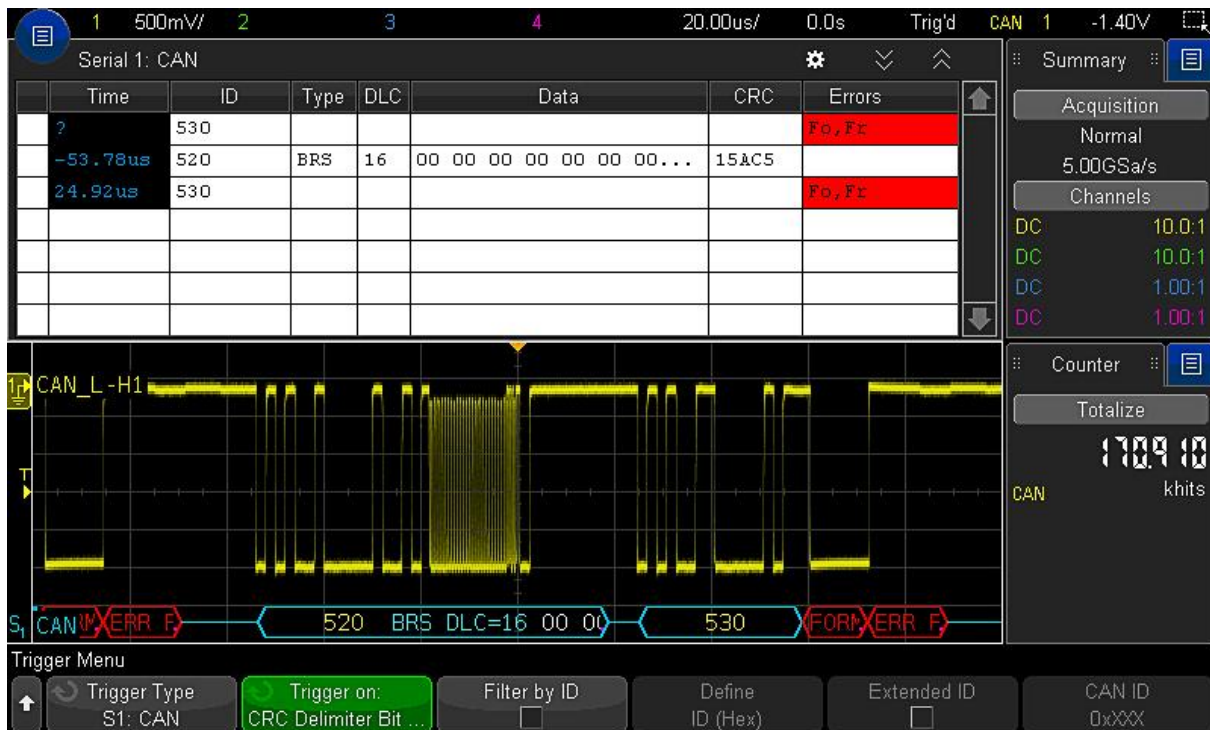 1 500mV/ 2 3 4 20.00us/ 0.0s Trig'd CAN 1 -1.40V
Serial 1: CAN
Time ID Type DLC Data CRC Errors
? 530 Fo,Fr
-53.78us 520 BRS 16 00 00 00 00 00 00 00... 15AC5
24.92us 530 Fo,Fr
Summary
Acquisition
Normal
5.00GSa/s
Channels
DC 10.0:1
DC 10.0:1
DC 1.00:1
DC 1.00:1
CAN_L-H1
T
Counter
Totalize
170.910
CAN khits
S1 CAN ERR F 520 BRS DLC=16 00 00 530 FORM ERR F
Trigger Menu
Trigger Type
S1: CAN
Trigger on:
CRC Delimiter Bit ...
Filter by ID
Define
ID (Hex)
Extended ID
CAN ID
0xXXX